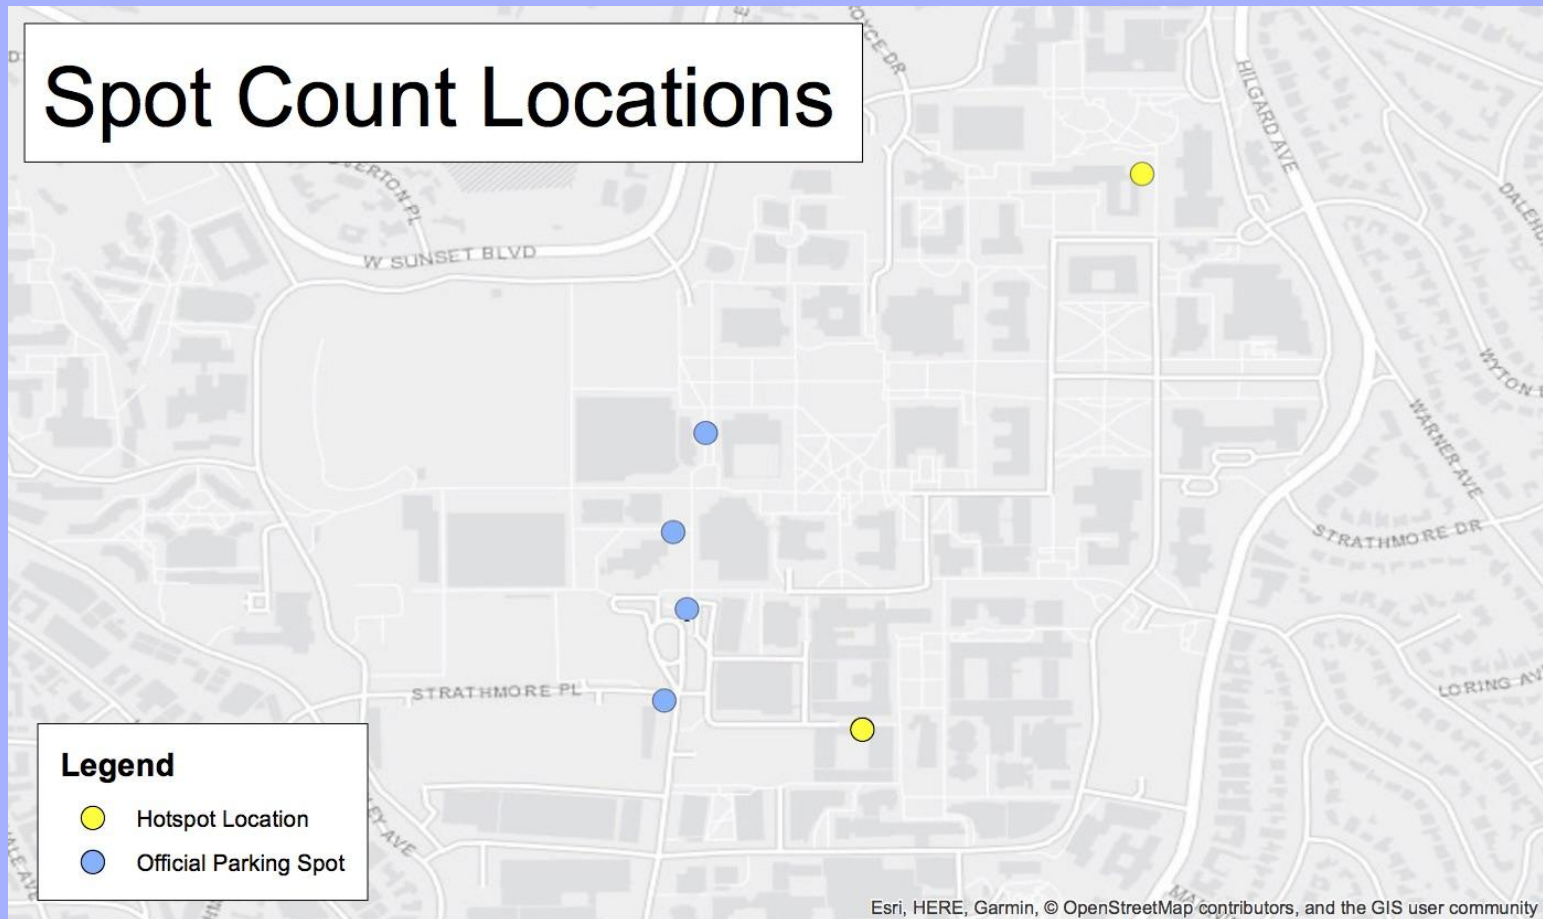 Spot Count Locations
HILGARD AVE
W SUNSET BLVD
WARNER AVE
STRATHMORE DR
STRATHMORE PL
LORING
Legend
Hotspot Location
Official Parking Spot
Esri, HERE, Garmin, © OpenStreetMap contributors, and the GIS user community